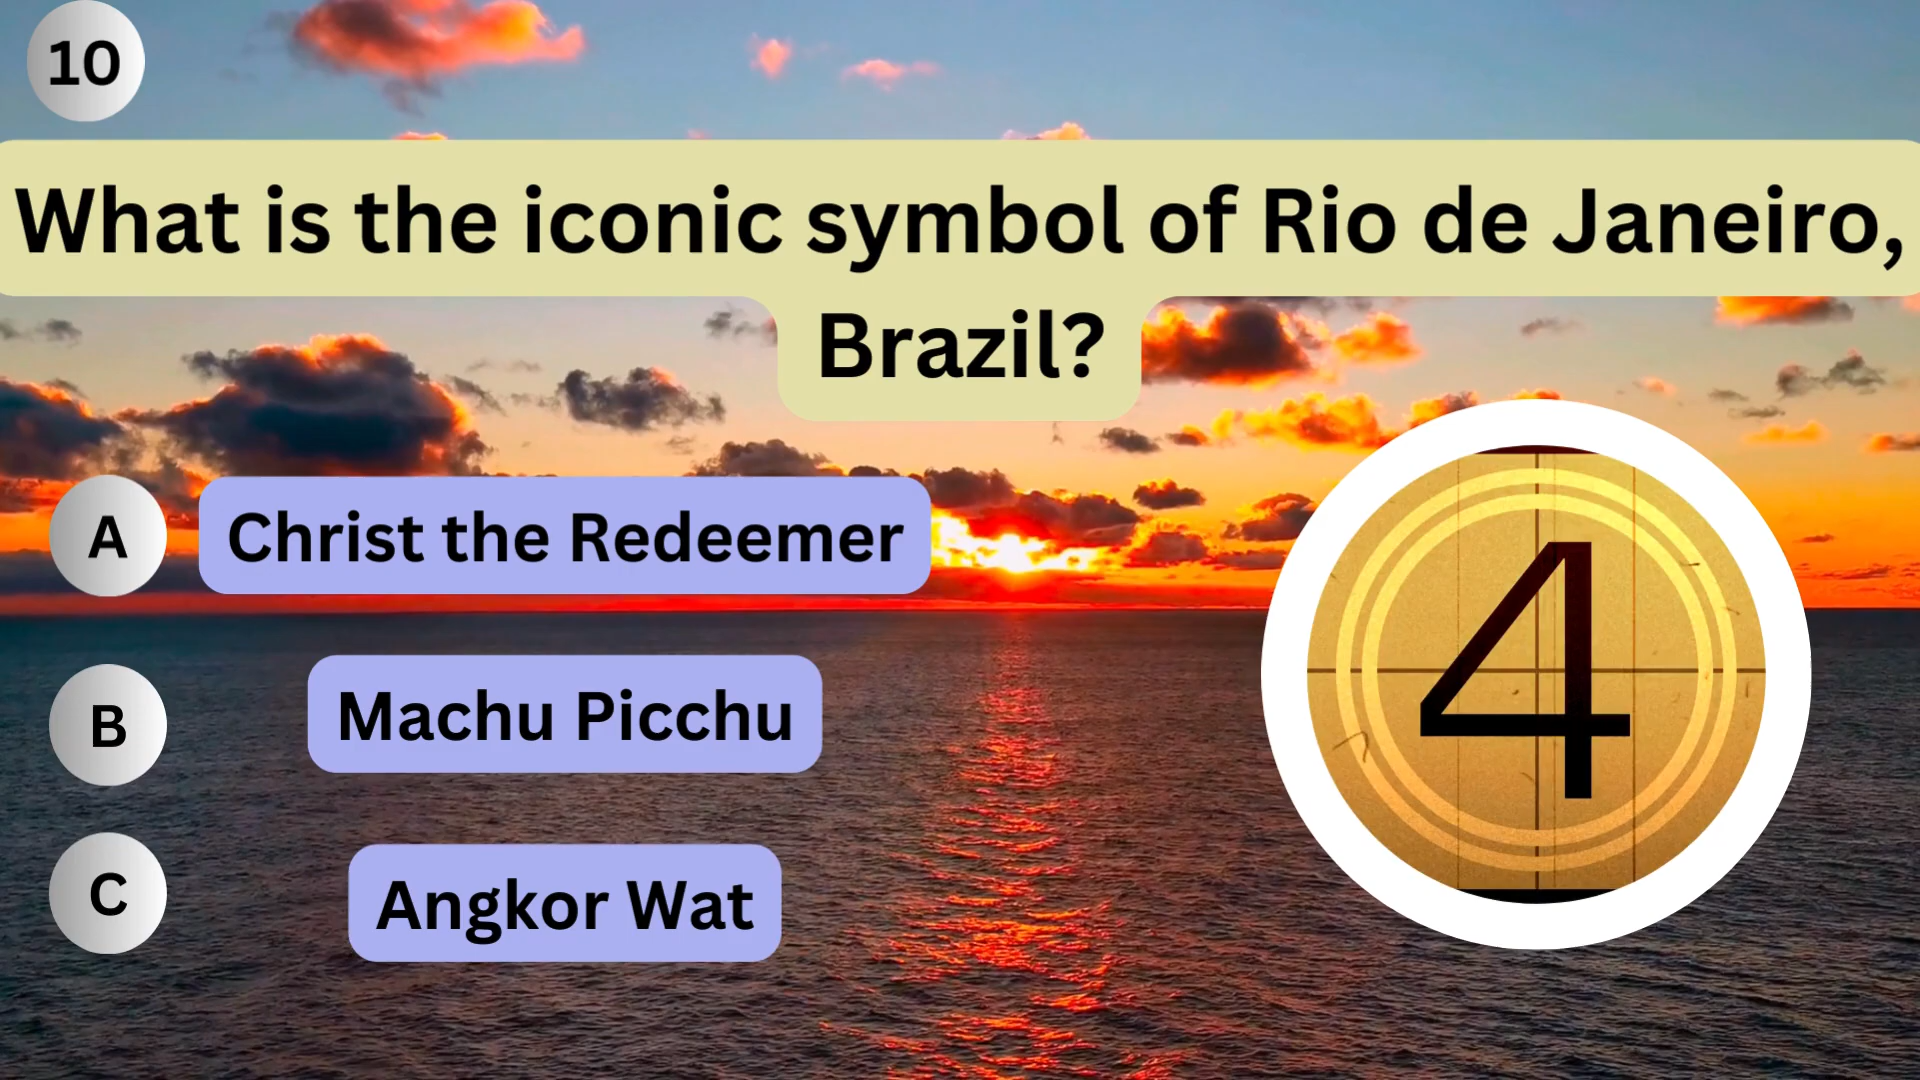 10
What is the iconic symbol of Rio de Janeiro,
Brazil?
A
Christ the Redeemer
B
Machu Picchu
C
Angkor Wat
4